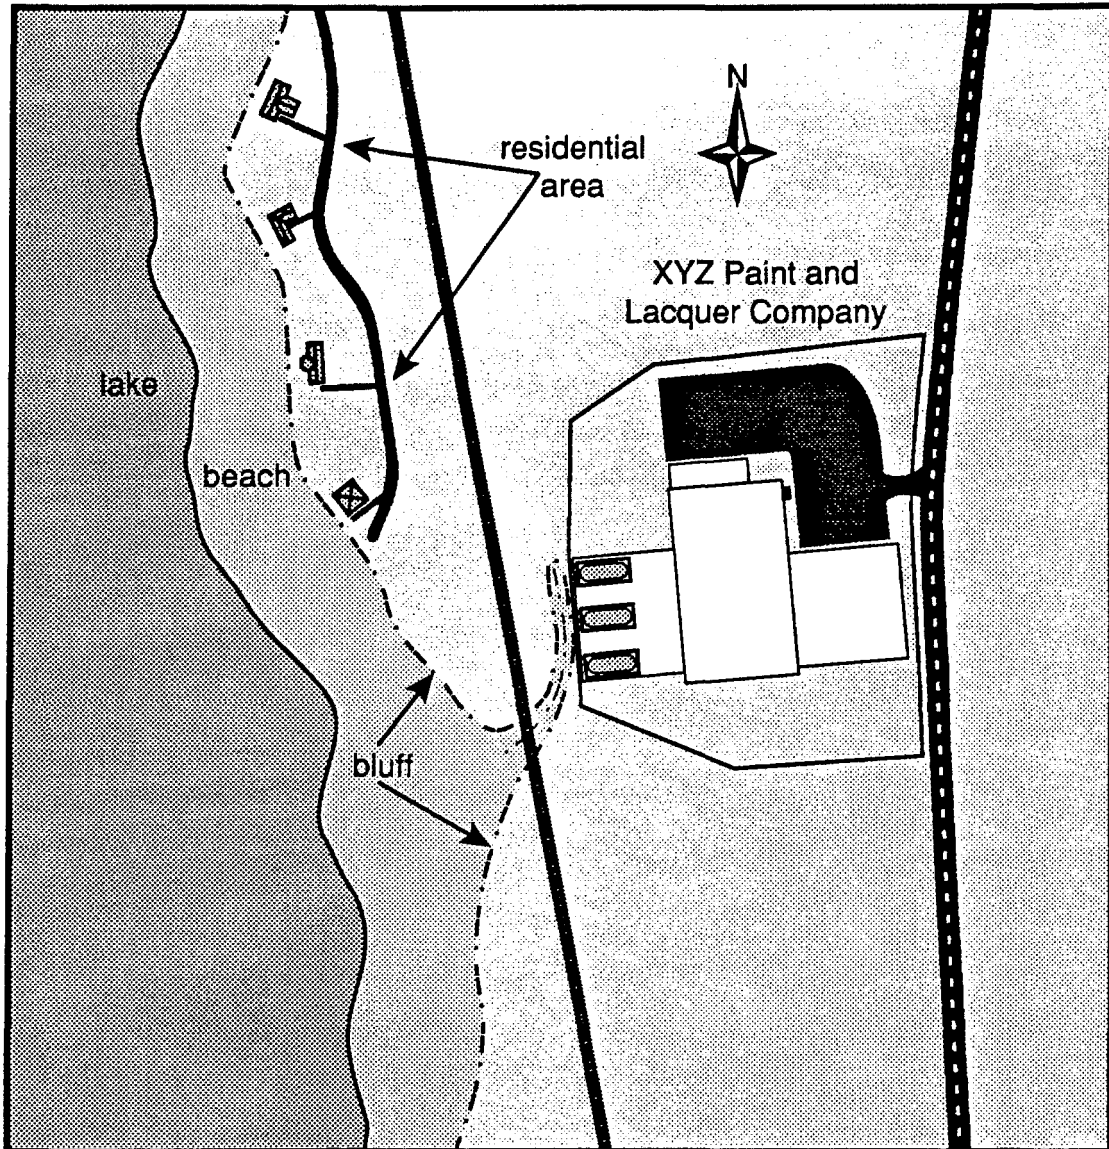 N
residential
area
XYZ Paint and
Lacquer Company
lake
beach
bluff